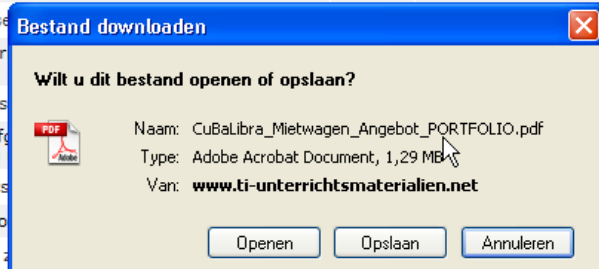 Bestand downloaden
Wilt u dit bestand openen of opslaan?
PDF
Adobe
Naam: CuBaLibra_Mietwagen_Angebot_PORTFOLIO.pdf
Type: Adobe Acrobat Document, 1,29 MB
Van: www.ti-unterrichtsmaterialien.net
Openen Opslaan Annuleren